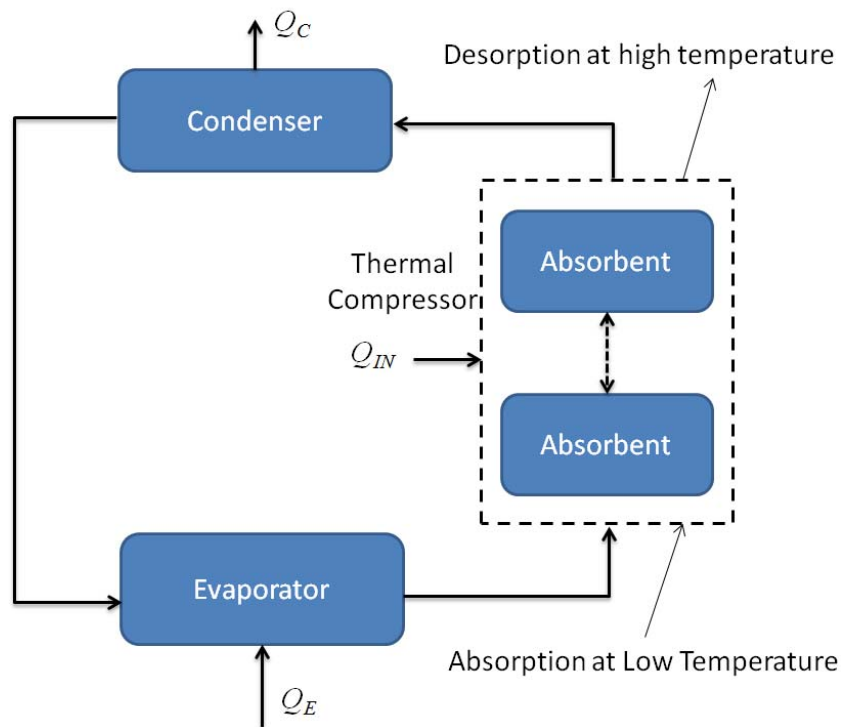 Q_C
Desorption at high temperature
Condenser
Absorbent
Thermal
Compressor
Q_IN
Absorbent
Evaporator
Absorption at Low Temperature
Q_E